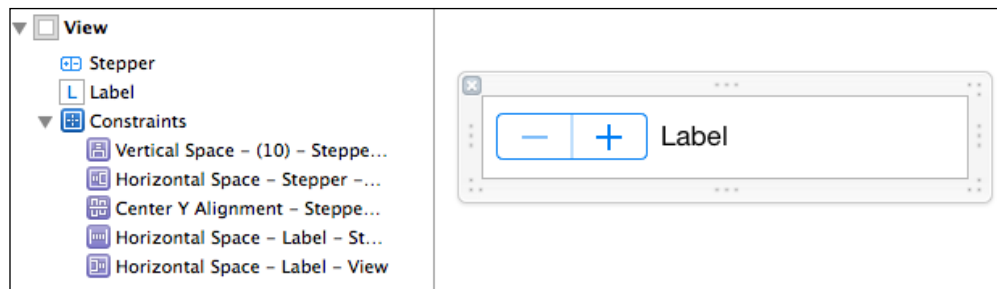 View
Stepper
L Label
Constraints
Vertical Space – (10) – Steppe...
Horizontal Space – Stepper –...
Center Y Alignment – Steppe...
Horizontal Space – Label – St...
Horizontal Space – Label – View
Label